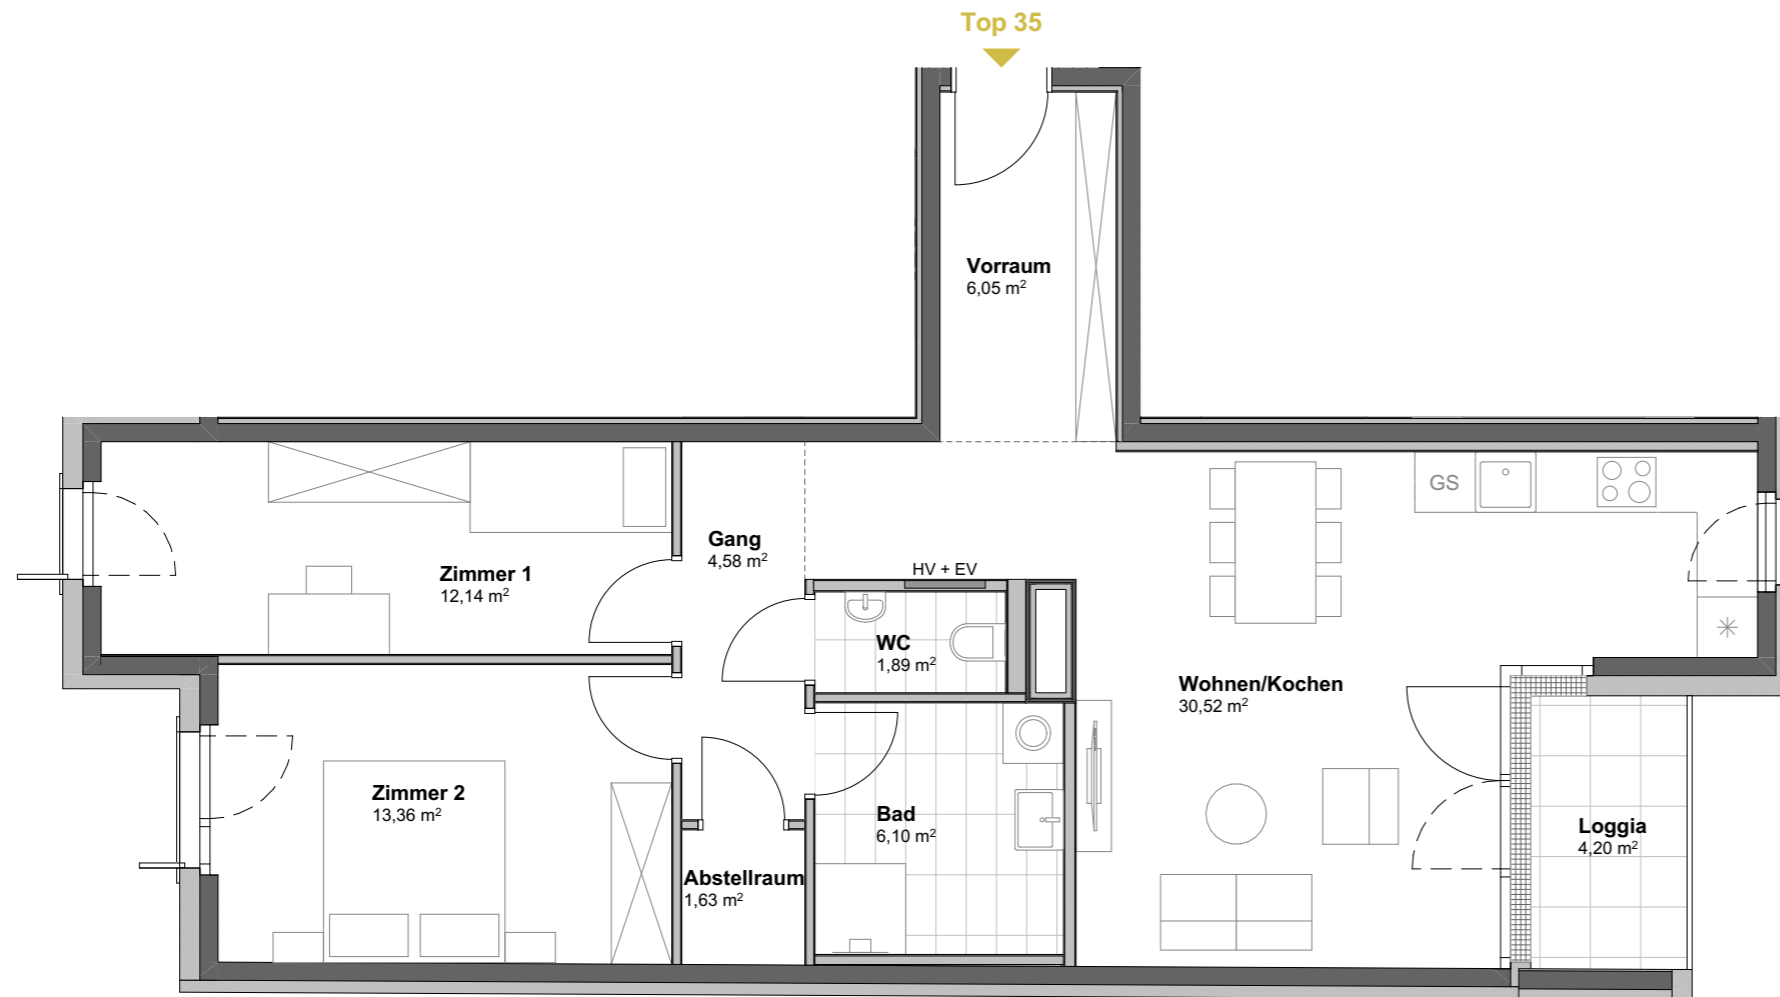 Top 35
Vorraum
6,05 m²
GS
Gang
4,58 m²
HV + EV
Zimmer 1
12,14 m²
WC
1,89 m²
Wohnen/Kochen
30,52 m²
Zimmer 2
13,36 m²
Bad
6,10 m²
Loggia
4,20 m²
Abstellraum
1,63 m²